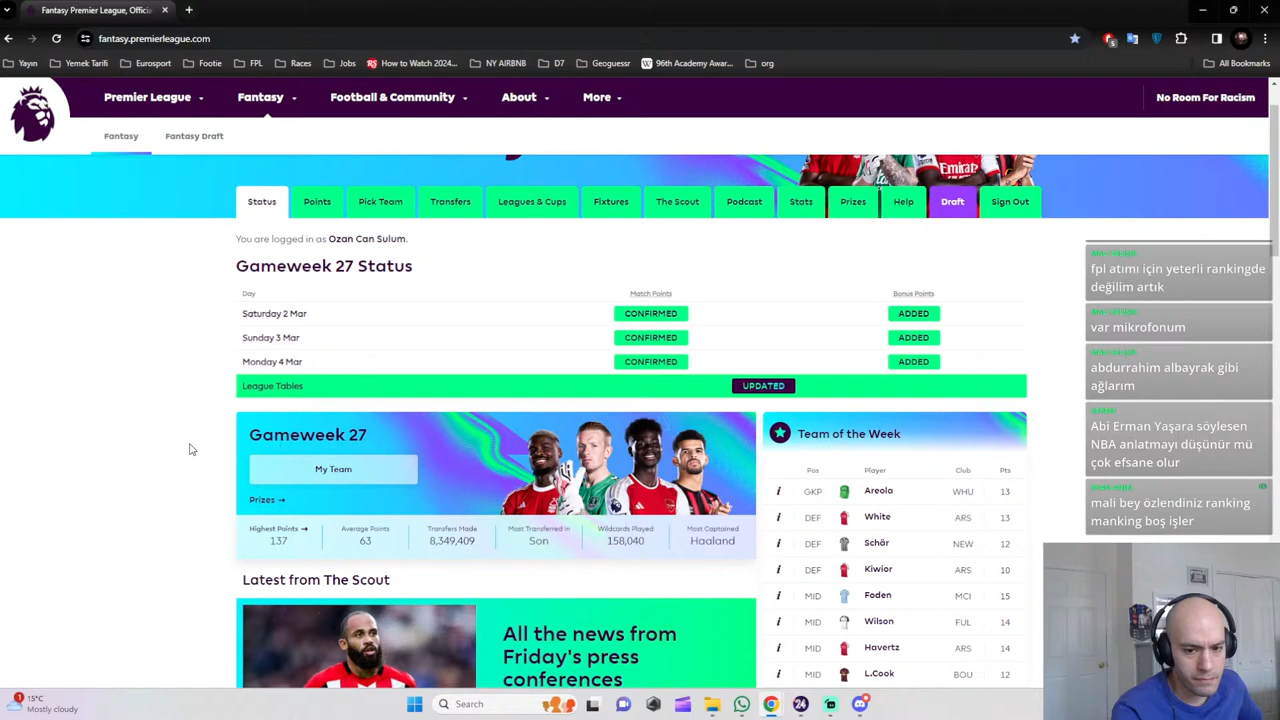 Fantasy Premier League, Offici
fantasy.premierleague.com
Yayın
Yemek Tarifi
Eurosport
Footie
FPL
Races
Jobs
How to Watch 2024...
NY AIRBNB
D7
Geoguessr
96th Academy Awar...
org
All Bookmarks
Premier League
Fantasy
Football & Community
About
More
No Room For Racism
Fantasy
Fantasy Draft
Status
Points
Pick Team
Transfers
Leagues & Cups
Fixtures
The Scout
Podcast
Stats
Prizes
Help
Draft
Sign Out
You are logged in as Ozan Can Sulum.
Gameweek 27 Status
Day Match Points Bonus Points
Saturday 2 Mar CONFIRMED ADDED
Sunday 3 Mar CONFIRMED ADDED
Monday 4 Mar CONFIRMED ADDED
League Tables UPDATED
Gameweek 27
My Team
Prizes →
Highest Points → Average Points Transfers Made Most Transferred in Wildcards Played Most Captained
137 63 8,349,409 Son 158,040 Haaland
Team of the Week
Pos Player Club Pts
GKP Areola WHU 13
DEF White ARS 13
DEF Schär NEW 12
DEF Kiwior ARS 10
MID Foden MCI 15
MID Wilson FUL 14
MID Havertz ARS 14
MID L.Cook BOU 12
Latest from The Scout
All the news from
Friday's press
conferences
fpl atımı için yeterli rankingde
değilim artık
var mikrofonum
abdurrahim albayrak gibi
ağlarım
Abi Erman Yaşara söylesen
NBA anlatmayı düşünür mü
çok efsane olur
mali bey özlendiniz ranking
manking boş işler
1
15°C
Mostly cloudy
Search